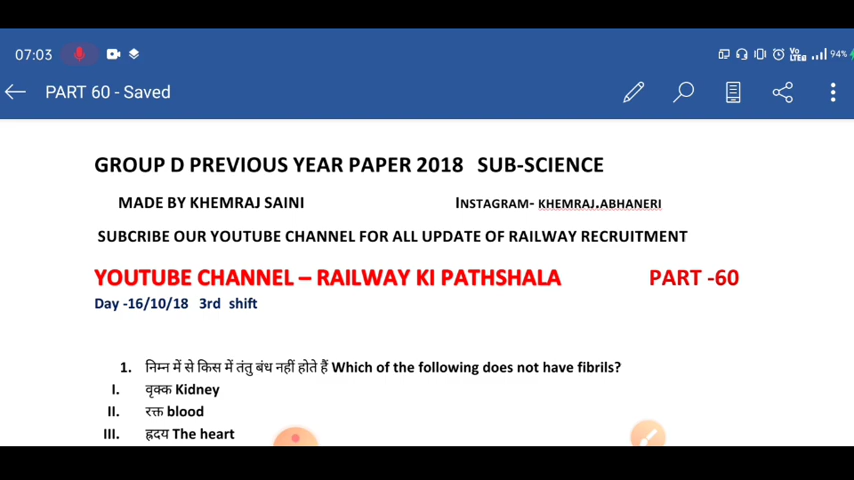 07:03 Vo LTE 94%
PART 60 - Saved
GROUP D PREVIOUS YEAR PAPER 2018 SUB-SCIENCE
MADE BY KHEMRAJ SAINI INSTAGRAM- KHEMRAJ.ABHANERI
SUBCRIBE OUR YOUTUBE CHANNEL FOR ALL UPDATE OF RAILWAY RECRUITMENT
YOUTUBE CHANNEL – RAILWAY KI PATHSHALA PART -60
Day -16/10/18 3rd shift
1. निम्न में से किस में तंतु बंध नहीं होते हैं Which of the following does not have fibrils?
I. वृक्क Kidney
II. रक्त blood
III. ह्रदय The heart